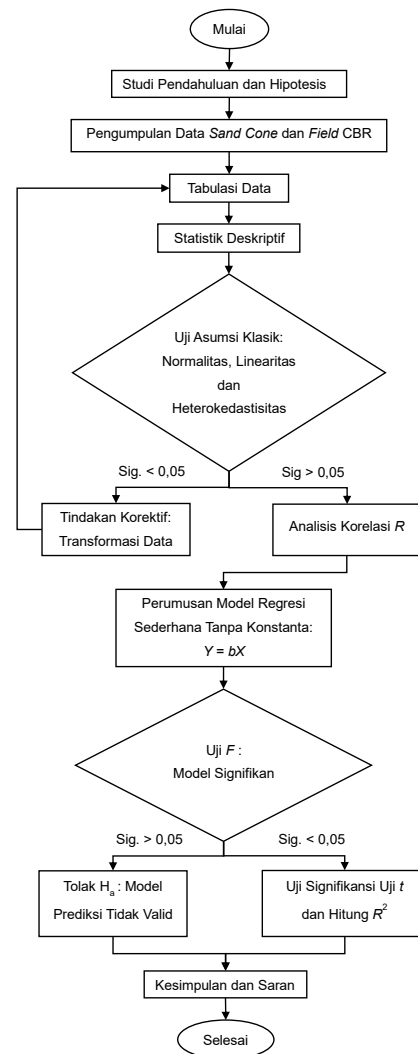 Mulai
Studi Pendahuluan dan Hipotesis
Pengumpulan Data Sand Cone dan Field CBR
Tabulasi Data
Statistik Deskriptif
Uji Asumsi Klasik:
Normalitas, Linearitas
dan
Heterokedastisitas
Sig. < 0,05
Sig > 0,05
Tindakan Korektif:
Transformasi Data
Analisis Korelasi R
Perumusan Model Regresi
Sederhana Tanpa Konstanta:
Y = bX
Uji F :
Model Signifikan
Sig. > 0,05
Sig. < 0,05
Tolak Hₐ : Model
Prediksi Tidak Valid
Uji Signifikansi Uji t
dan Hitung R²
Kesimpulan dan Saran
Selesai